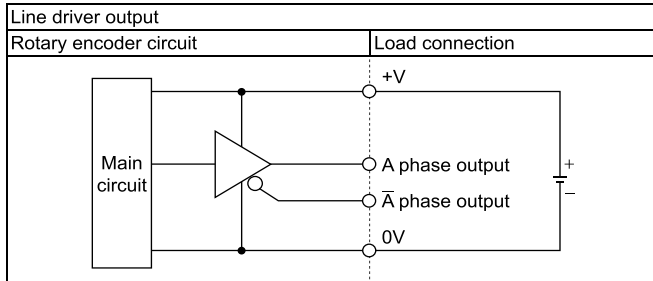 Line driver output
Rotary encoder circuit
Load connection
+V
Main
circuit
A phase output
A̅ phase output
0V
+
−